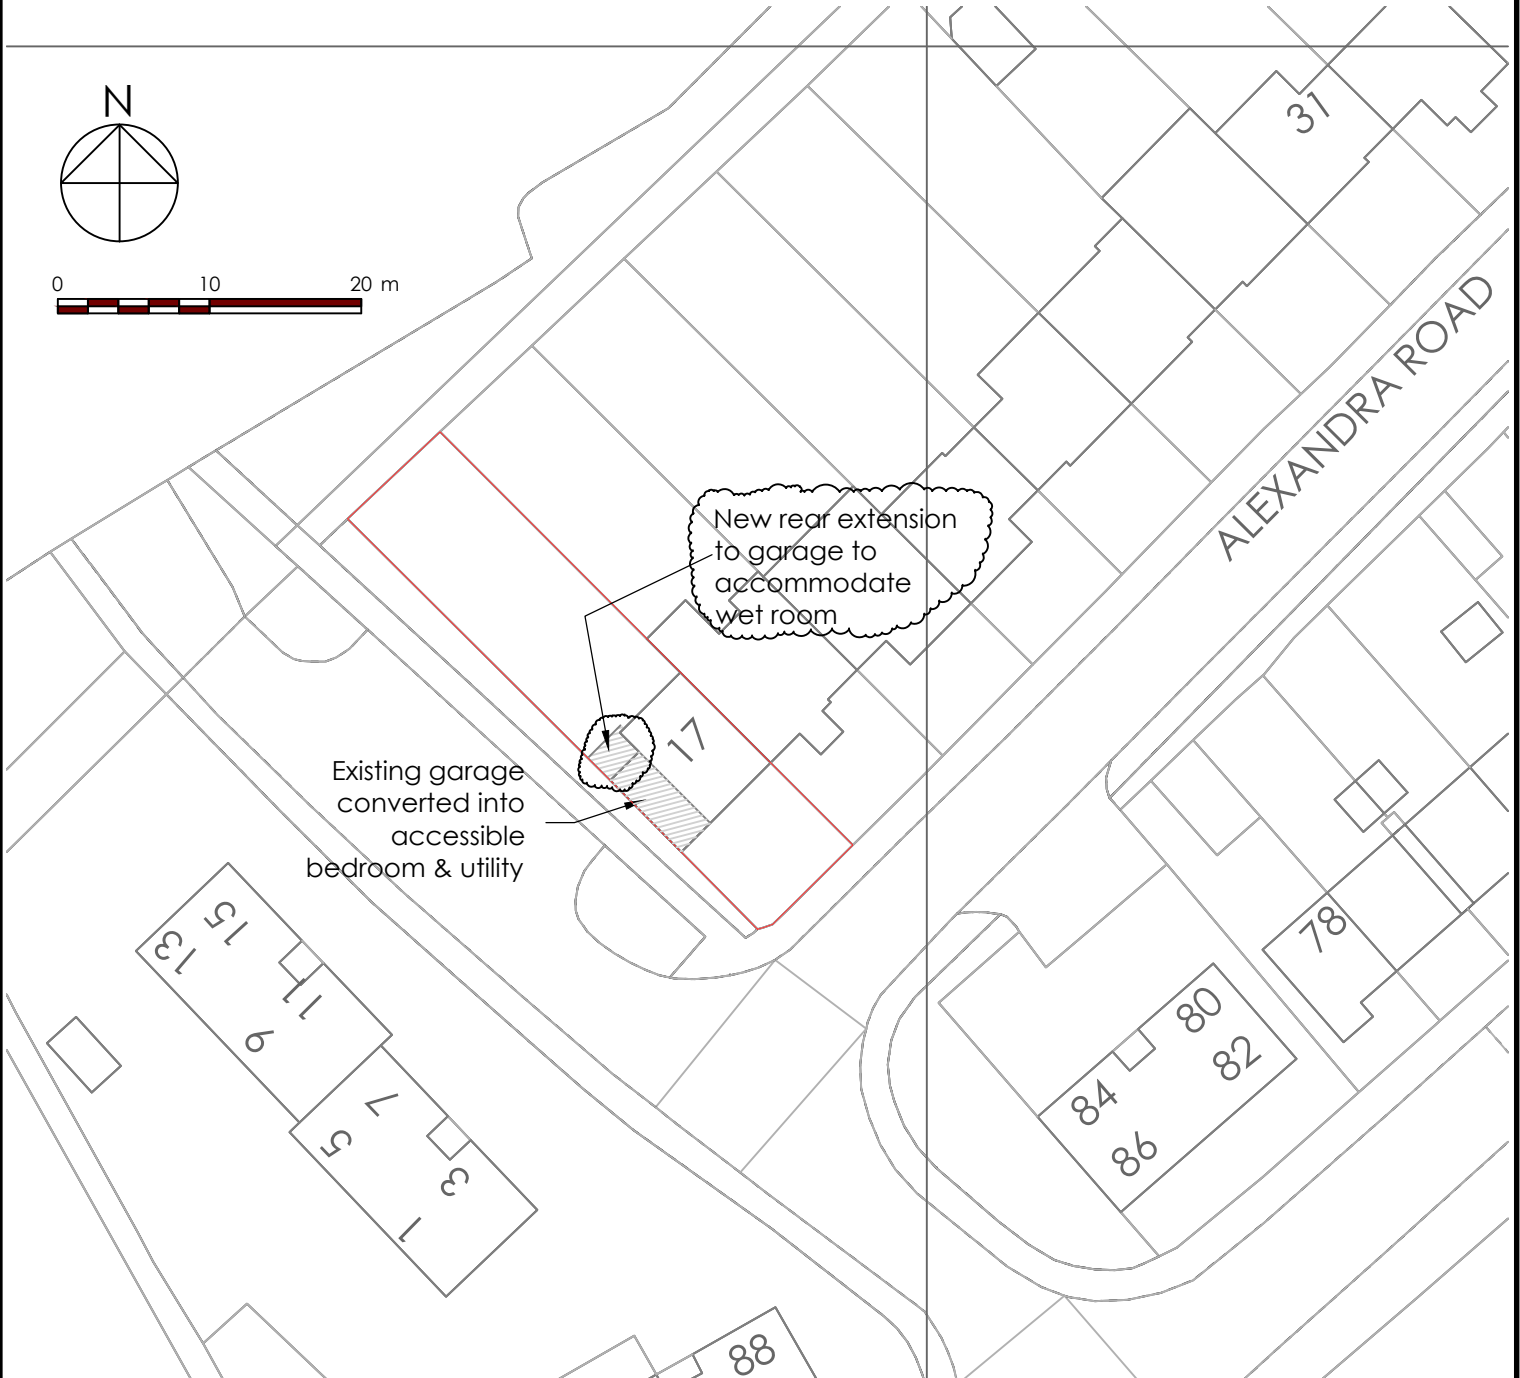 N
0 10 20 m
31
ALEXANDRA ROAD
New rear extension
to garage to
accommodate
wet room
17
Existing garage
converted into
accessible
bedroom & utility
15
13
11
9
7
5
3
1
78
80
82
84
86
88